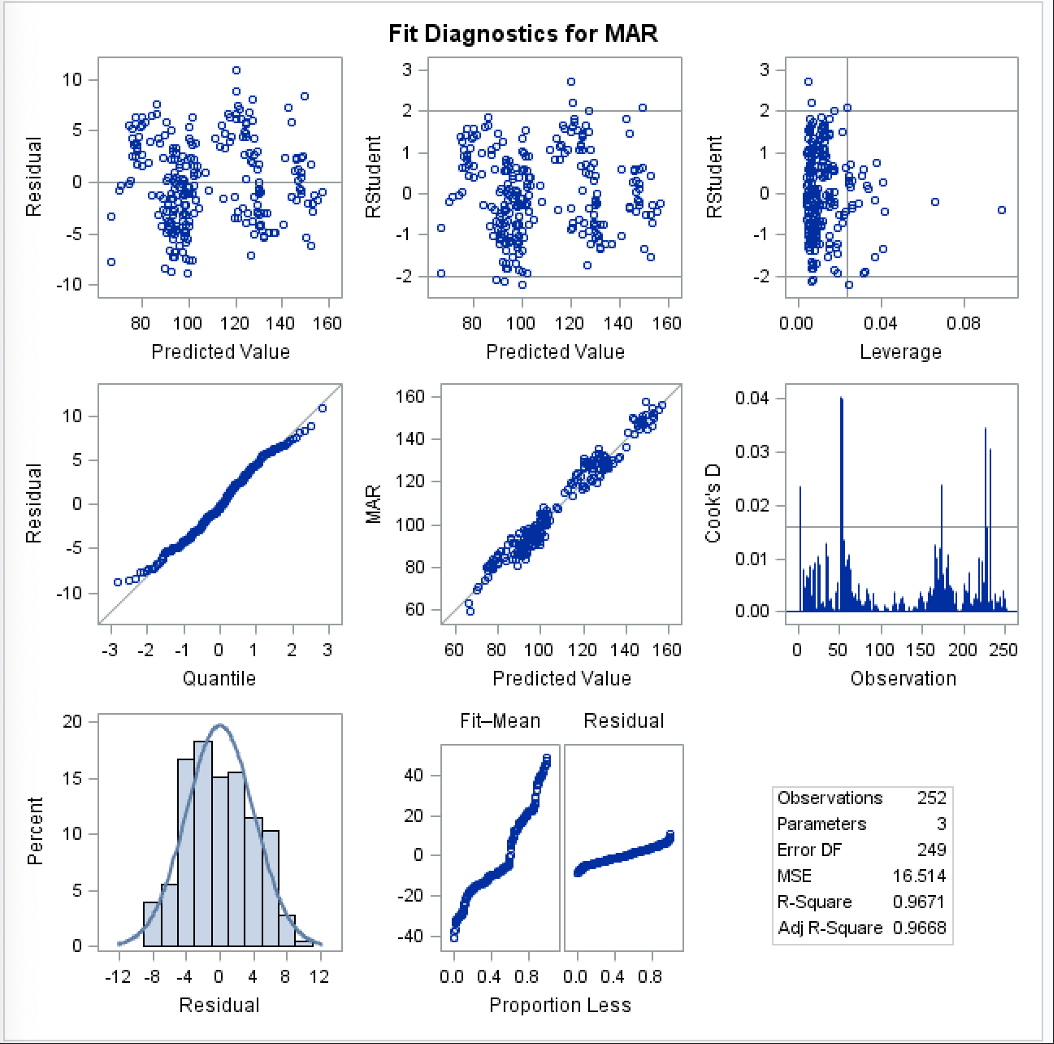 Fit Diagnostics for MAR
10
5
0
-5
-10
Residual
80 100 120 140 160
Predicted Value
3
2
1
0
-1
-2
RStudent
80 100 120 140 160
Predicted Value
3
2
1
0
-1
-2
RStudent
0.00 0.04 0.08
Leverage
10
5
0
-5
-10
Residual
-3 -2 -1 0 1 2 3
Quantile
160
140
120
100
80
60
MAR
60 80 100 120 140 160
Predicted Value
0.04
0.03
0.02
0.01
0.00
Cook's D
0 50 100 150 200 250
Observation
20
15
10
5
0
Percent
-12 -8 -4 0 4 8 12
Residual
Fit–Mean Residual
40
20
0
-20
-40
0.0 0.4 0.8 0.0 0.4 0.8
Proportion Less
Observations 252
Parameters 3
Error DF 249
MSE 16.514
R-Square 0.9671
Adj R-Square 0.9668